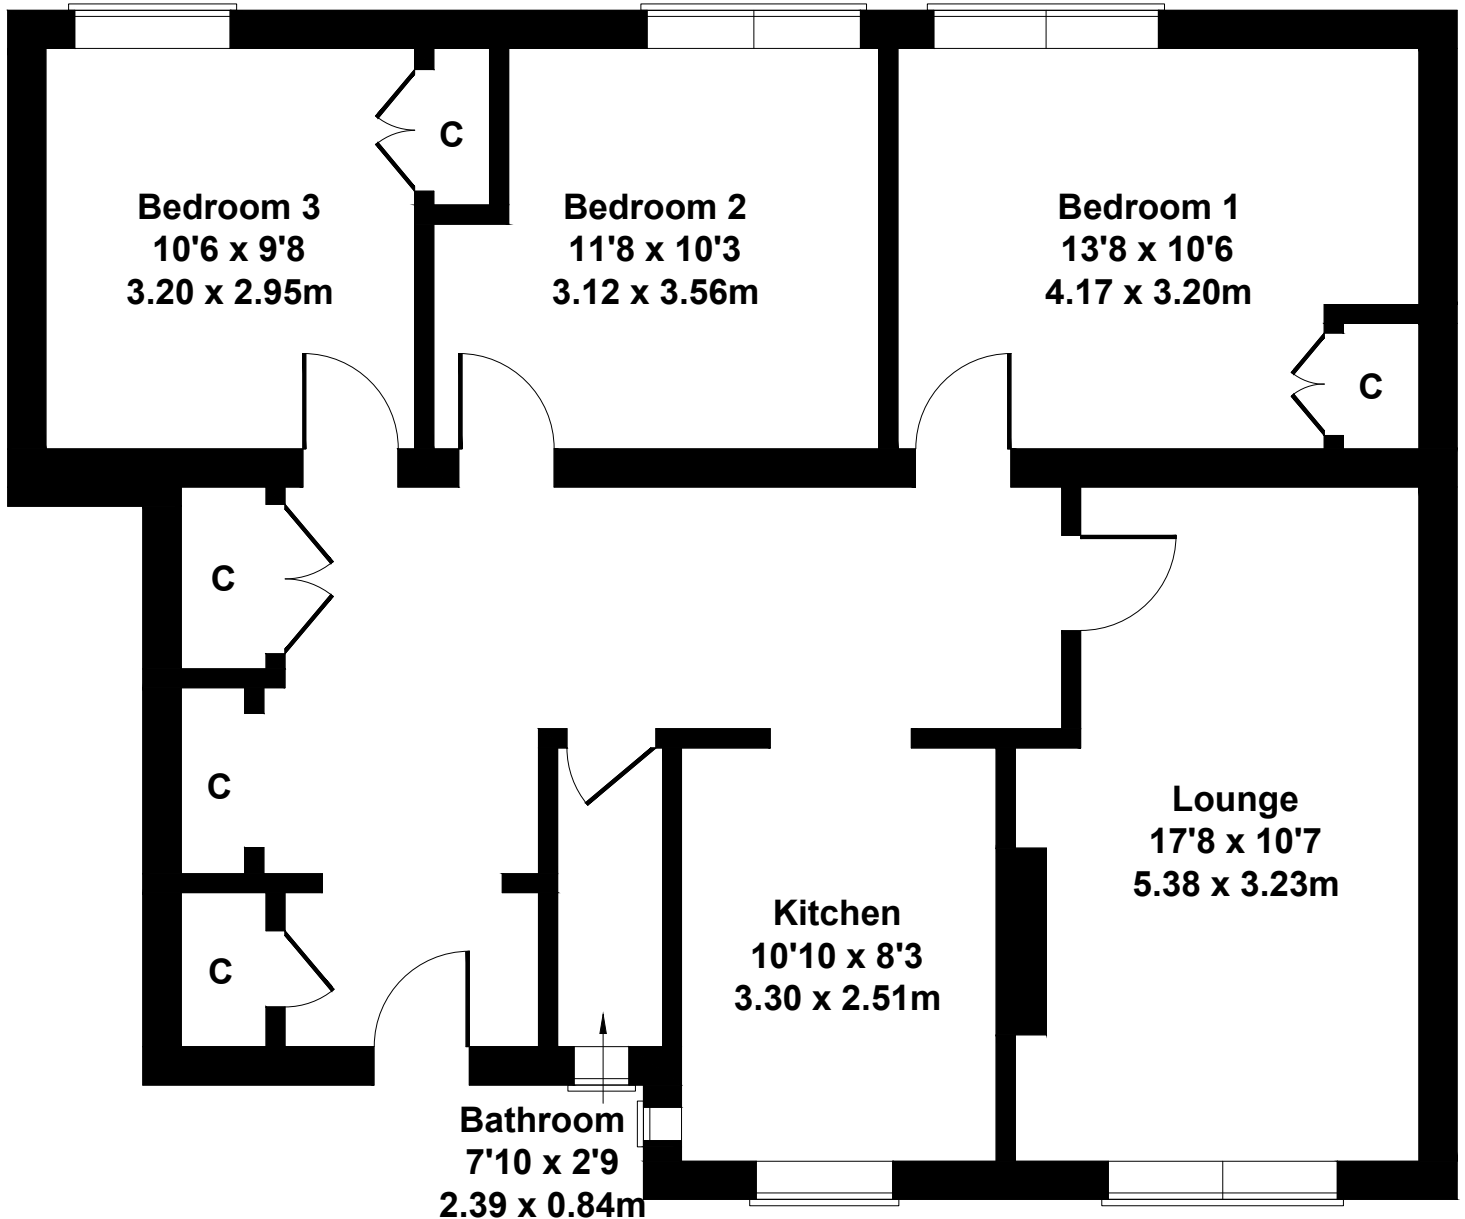 C
Bedroom 3
10'6 x 9'8
3.20 x 2.95m
Bedroom 2
11'8 x 10'3
3.12 x 3.56m
Bedroom 1
13'8 x 10'6
4.17 x 3.20m
C
C
C
Lounge
17'8 x 10'7
5.38 x 3.23m
Kitchen
10'10 x 8'3
3.30 x 2.51m
C
Bathroom
7'10 x 2'9
2.39 x 0.84m